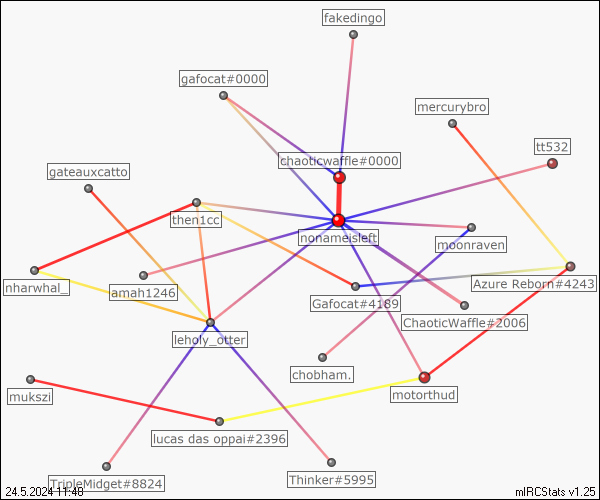 fakedingo
gafocat#0000
mercurybro
tt532
chaoticwaffle#0000
gateauxcatto
then1cc
nonameisleft
moonraven
nharwhal_
amah1246
Azure Reborn#4243
Gafocat#4189
ChaoticWaffle#2006
leholy_otter
chobham.
motorthud
mukszi
lucas das oppai#2396
TripleMidget#8824
Thinker#5995
24.5.2024 11:48
mIRCStats v1.25